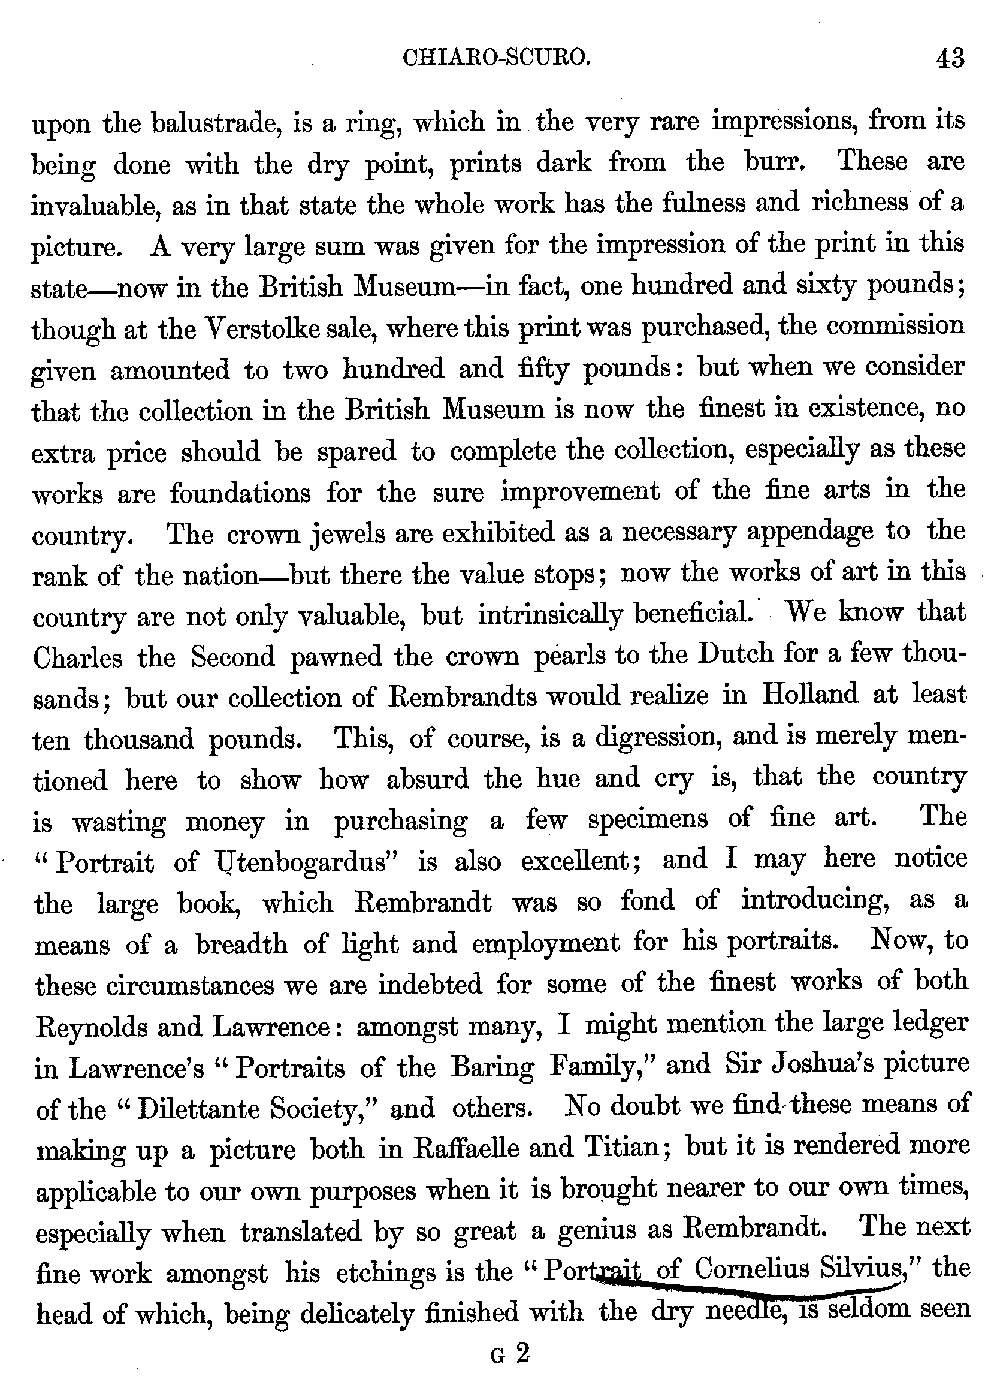 CHIARO-SCURO. 43
upon the balustrade, is a ring, which in the very rare impressions, from its
being done with the dry point, prints dark from the burr. These are
invaluable, as in that state the whole work has the fulness and richness of a
picture. A very large sum was given for the impression of the print in this
state—now in the British Museum—in fact, one hundred and sixty pounds;
though at the Verstolke sale, where this print was purchased, the commission
given amounted to two hundred and fifty pounds: but when we consider
that the collection in the British Museum is now the finest in existence, no
extra price should be spared to complete the collection, especially as these
works are foundations for the sure improvement of the fine arts in the
country. The crown jewels are exhibited as a necessary appendage to the
rank of the nation—but there the value stops; now the works of art in this
country are not only valuable, but intrinsically beneficial. We know that
Charles the Second pawned the crown pearls to the Dutch for a few thou-
sands; but our collection of Rembrandts would realize in Holland at least
ten thousand pounds. This, of course, is a digression, and is merely men-
tioned here to show how absurd the hue and cry is, that the country
is wasting money in purchasing a few specimens of fine art. The
“Portrait of Utenbogardus” is also excellent; and I may here notice
the large book, which Rembrandt was so fond of introducing, as a
means of a breadth of light and employment for his portraits. Now, to
these circumstances we are indebted for some of the finest works of both
Reynolds and Lawrence: amongst many, I might mention the large ledger
in Lawrence's “Portraits of the Baring Family,” and Sir Joshua's picture
of the “Dilettante Society,” and others. No doubt we find these means of
making up a picture both in Raffaelle and Titian; but it is rendered more
applicable to our own purposes when it is brought nearer to our own times,
especially when translated by so great a genius as Rembrandt. The next
fine work amongst his etchings is the “Portrait of Cornelius Silvius,” the
head of which, being delicately finished with the dry needle, is seldom seen
G 2